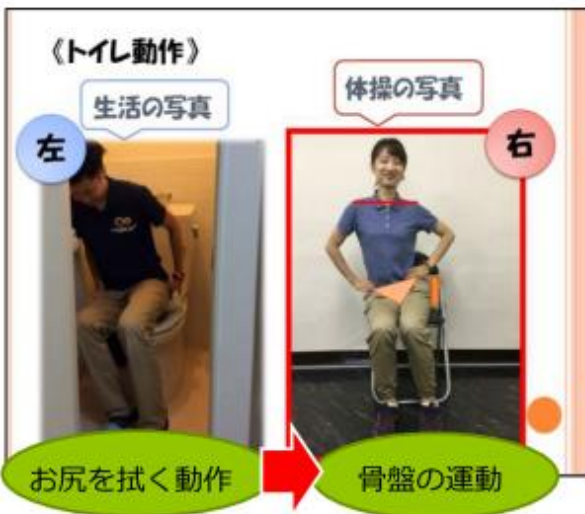 《トイレ動作》
生活の写真
体操の写真
左
右
お尻を拭く動作
骨盤の運動